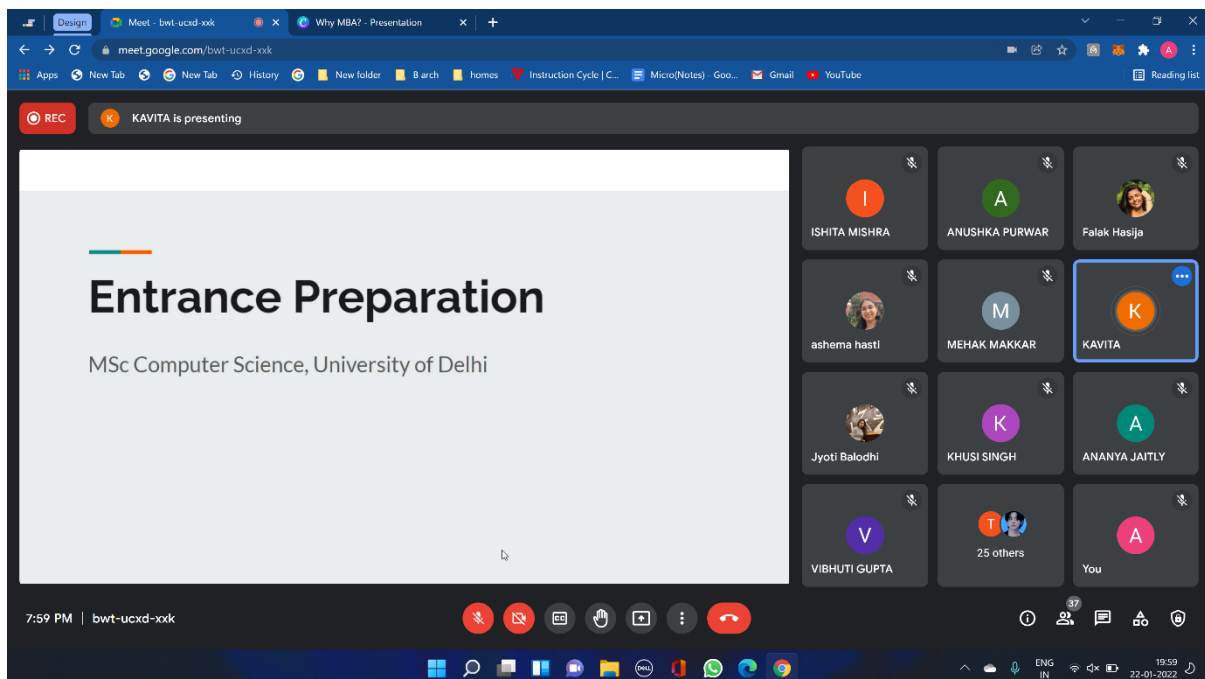 Design
Meet - bwt-ucxd-xxk
Why MBA? - Presentation
meet.google.com/bwt-ucxd-xxk
A
Apps
New Tab
New Tab
History
New folder
B arch
homes
Instruction Cycle | C...
Micro(Notes) - Goo...
Gmail
YouTube
Reading list
REC
K
KAVITA is presenting
Entrance Preparation
MSc Computer Science, University of Delhi
I
ISHITA MISHRA
A
ANUSHKA PURWAR
Falak Hasija
ashema hasti
M
MEHAK MAKKAR
K
KAVITA
Jyoti Balodhi
K
KHUSI SINGH
A
ANANYA JAITLY
V
VIBHUTI GUPTA
T
25 others
A
You
7:59 PM | bwt-ucxd-xxk
CC
37
DELL
ENG
IN
19:59
22-01-2022